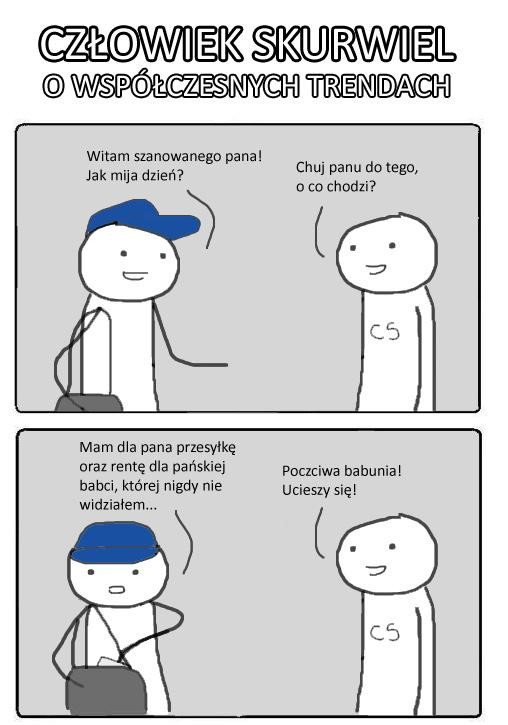 CZŁOWIEK SKURWIEL
O WSPÓŁCZESNYCH TRENDACH
Witam szanowanego pana!
Jak mija dzień?
Chuj panu do tego,
o co chodzi?
CS
Mam dla pana przesyłkę
oraz rentę dla pańskiej
babci, której nigdy nie
widziałem...
Poczciwa babunia!
Ucieszy się!
CS